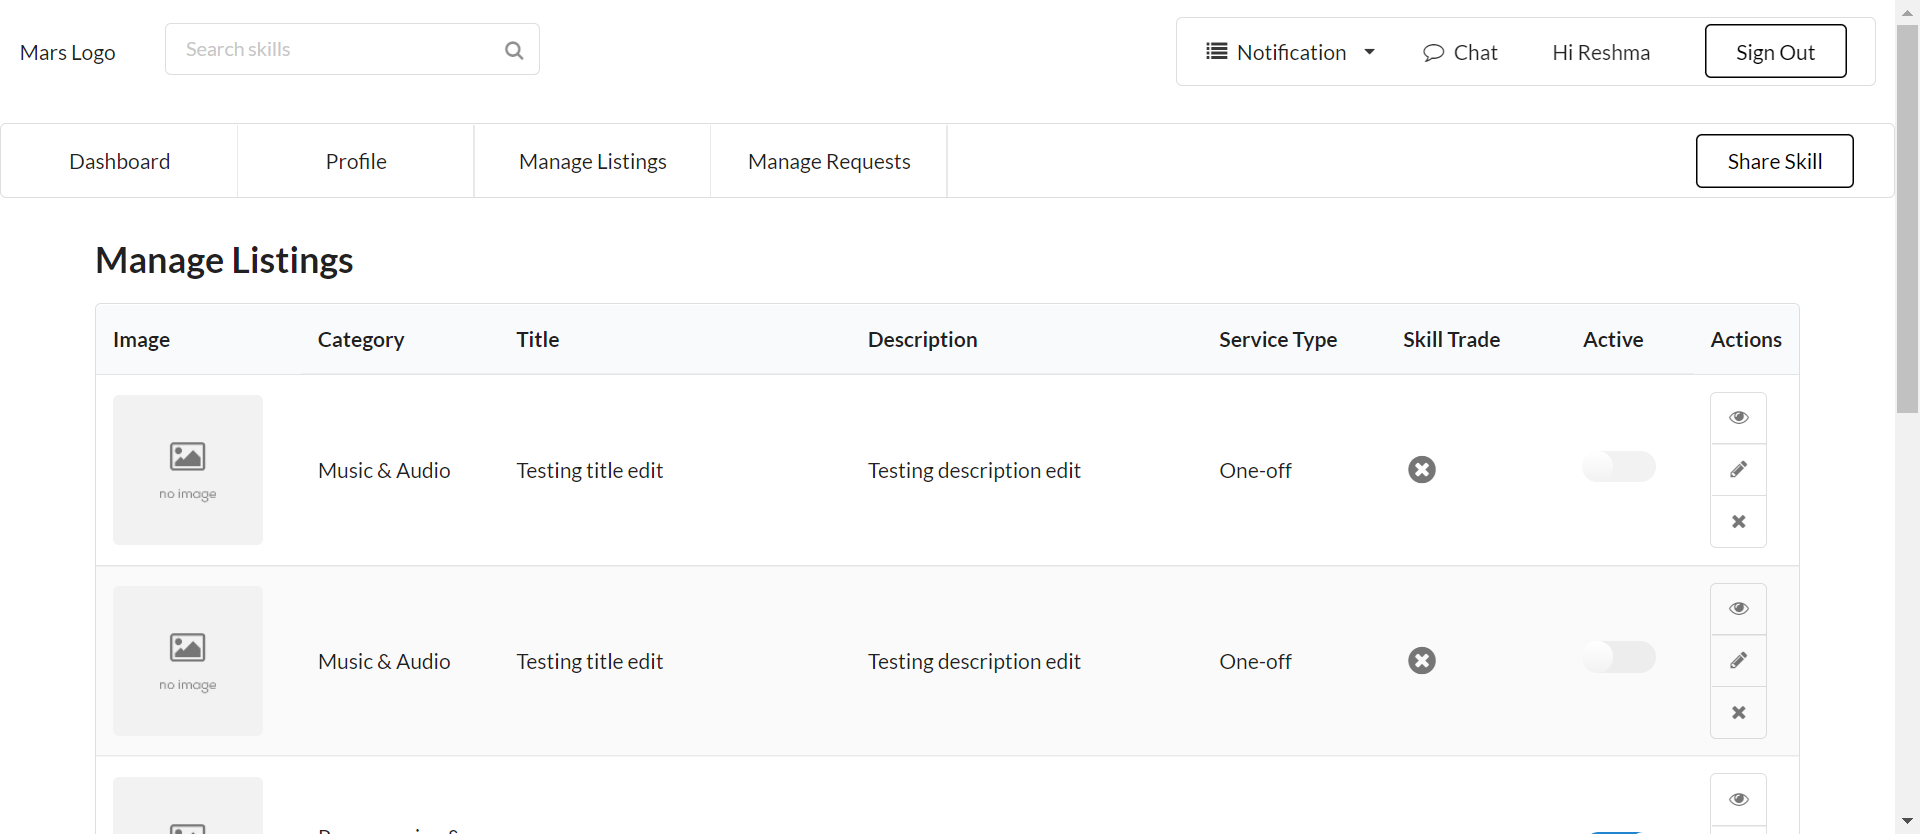 Mars Logo
Search skills
Notification
Chat
Hi Reshma
Sign Out
Dashboard
Profile
Manage Listings
Manage Requests
Share Skill
Manage Listings
Image Category Title Description Service Type Skill Trade Active Actions
no image
Music & Audio Testing title edit Testing description edit One-off
no image
Music & Audio Testing title edit Testing description edit One-off